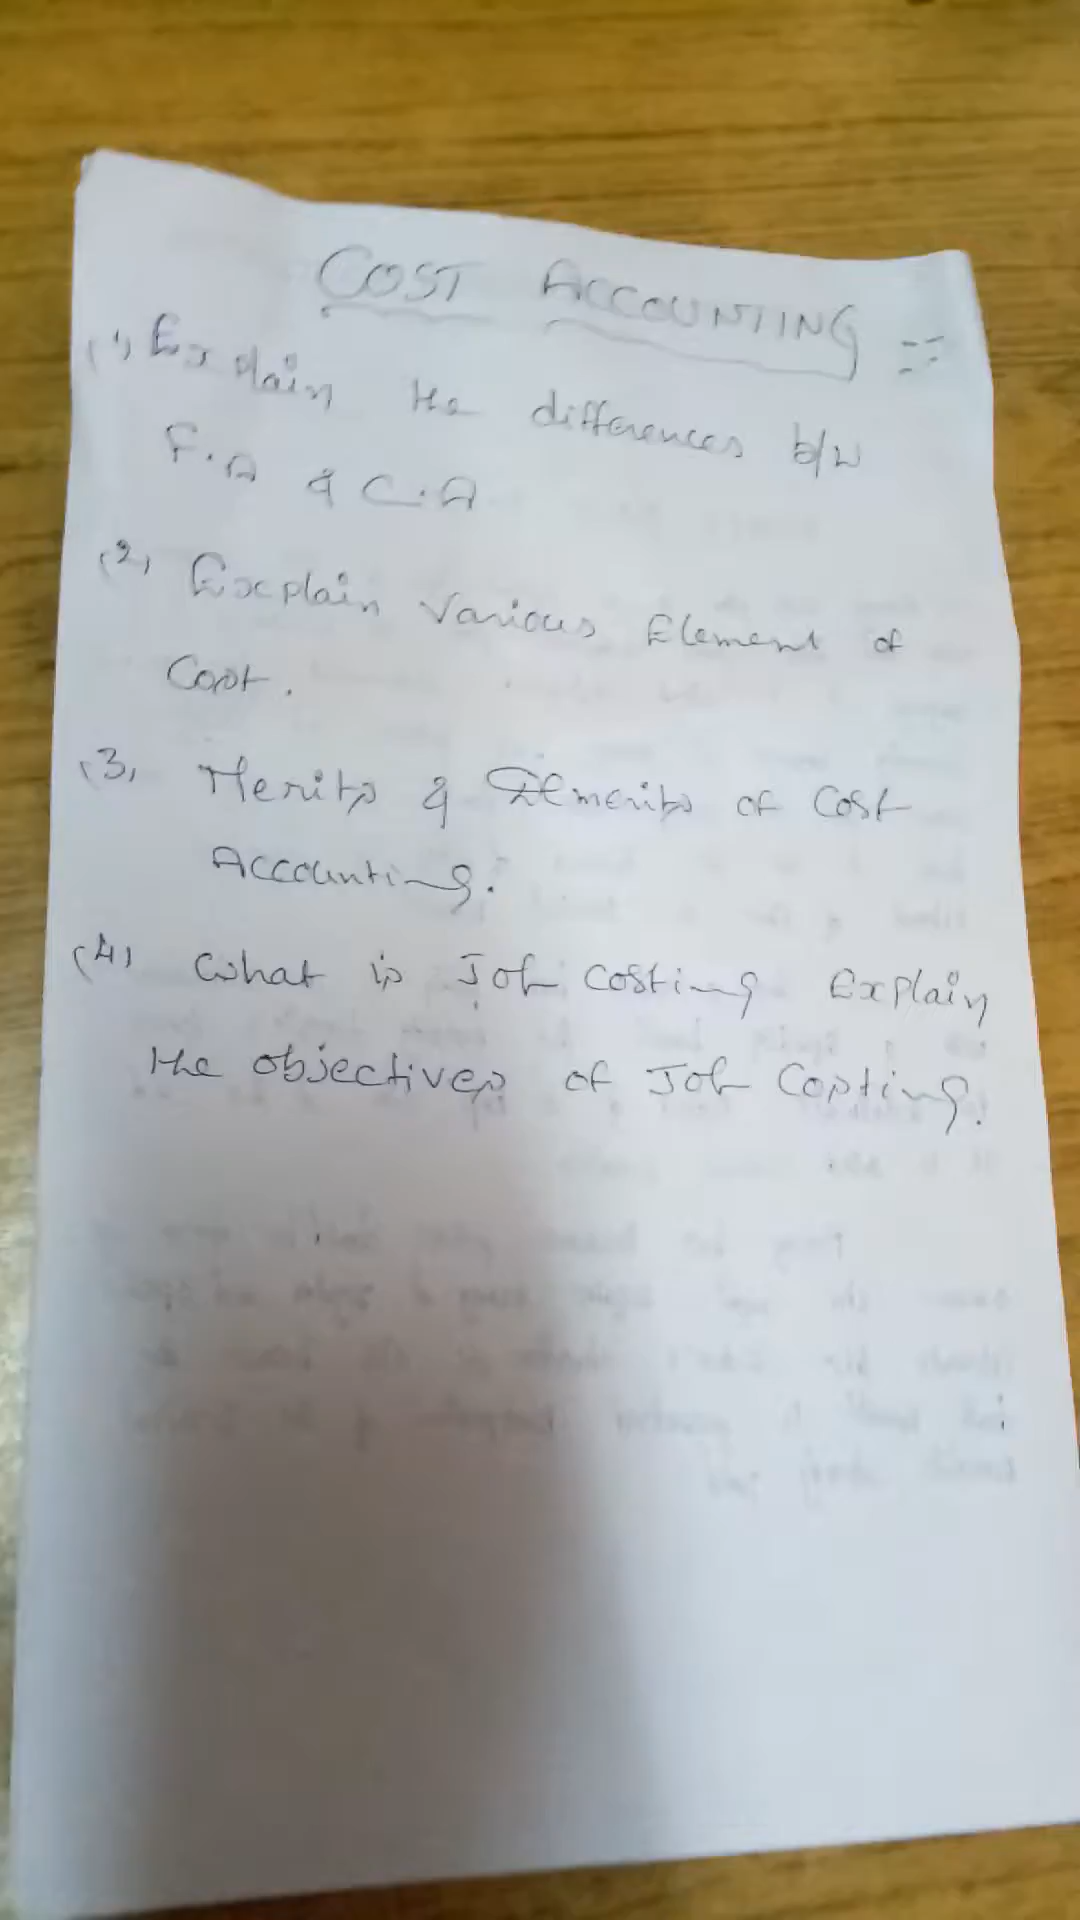 COST ACCOUNTING :-
(1) Explain the differences b/w
F.A & C.A
(2) Explain Various Element of
Cost.
(3) Merits & Demerits of Cost
Accounting.
(4) What is Job Costing Explain
the objectives of Job Costing.